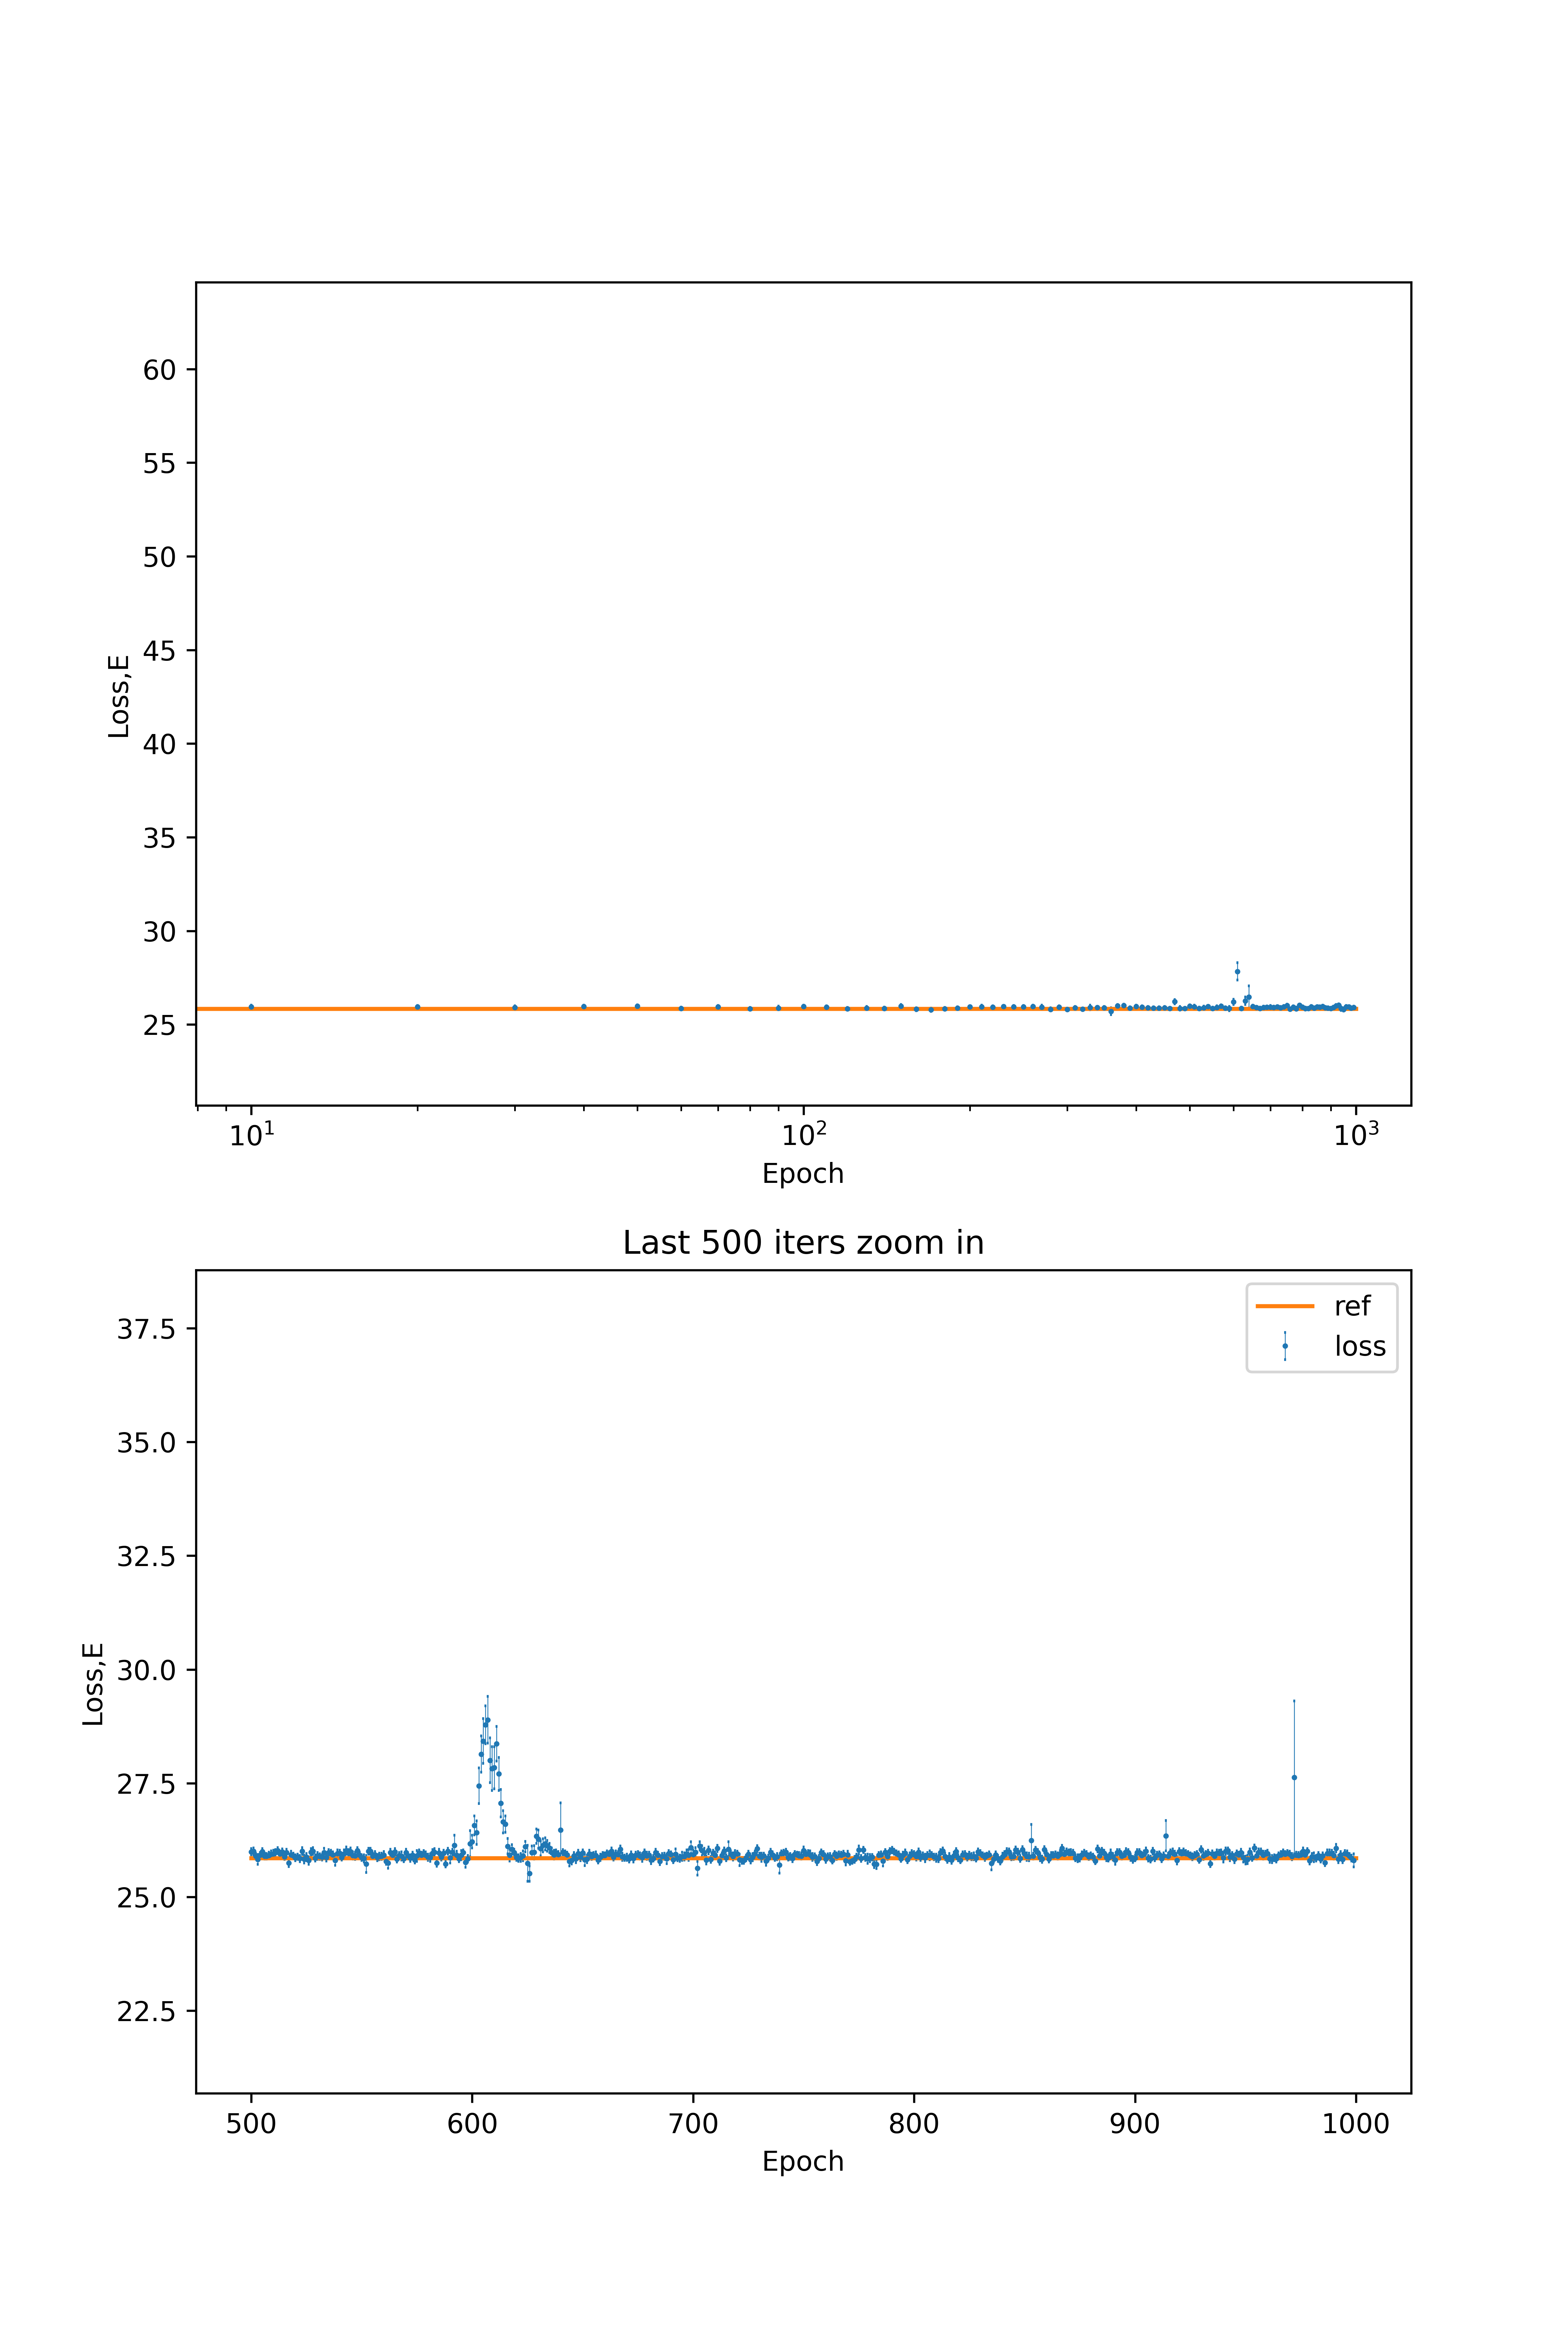 60
55
50
45
40
35
30
25
Loss,E
10¹ 10² 10³
Epoch
Last 500 iters zoom in
ref
loss
37.5
35.0
32.5
30.0
27.5
25.0
22.5
Loss,E
500 600 700 800 900 1000
Epoch